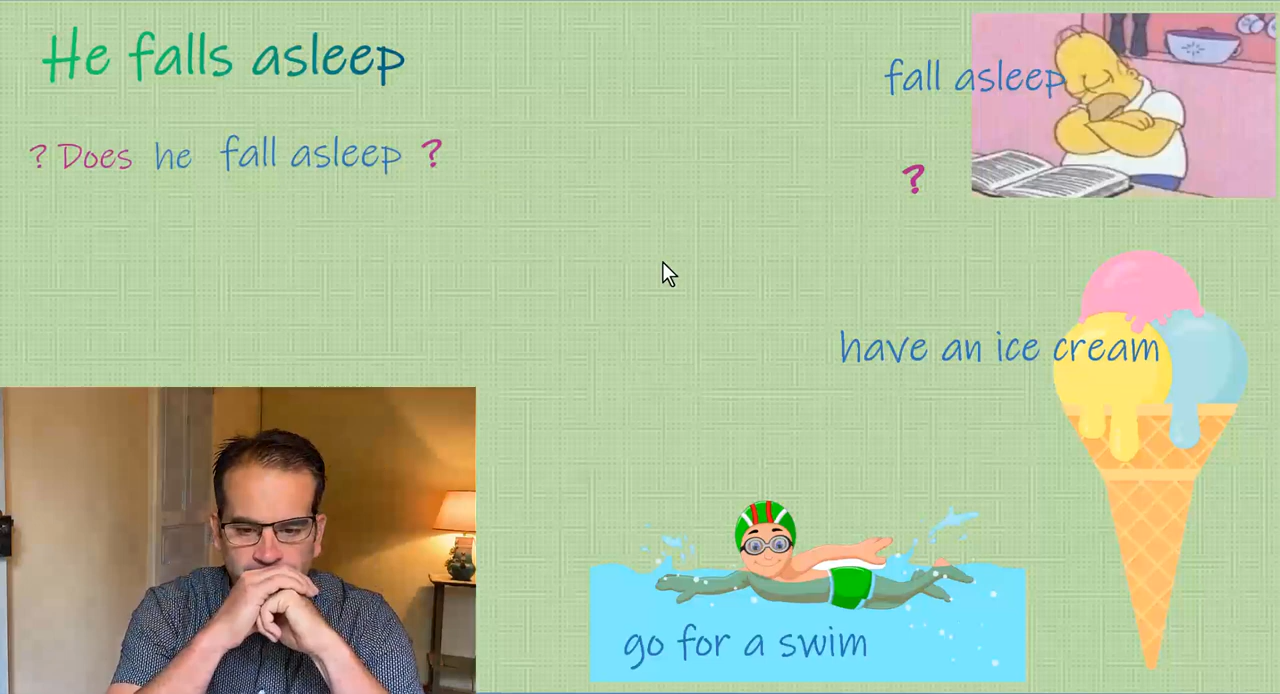 He falls asleep
? Does he fall asleep ?
fall asleep
?
have an ice cream
go for a swim